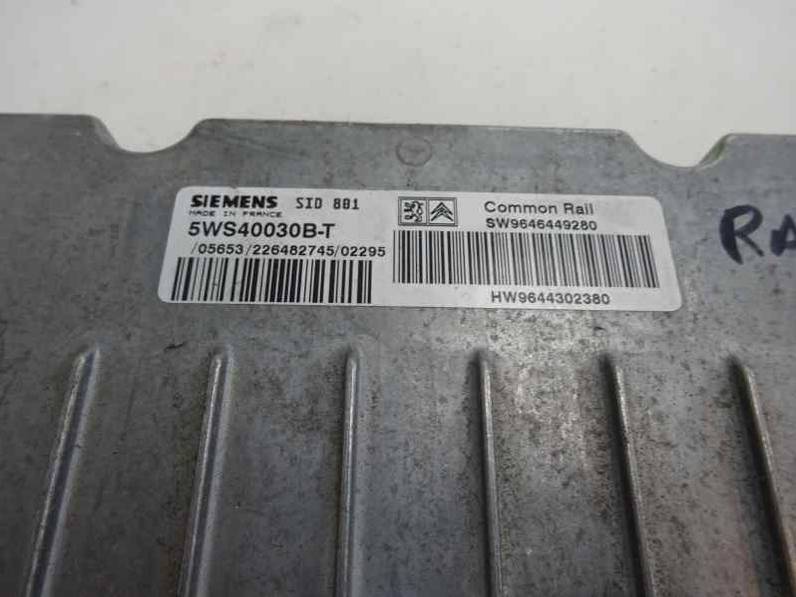 SIEMENS SID 801
MADE IN FRANCE
5WS40030B-T
/05653/226482745/02295
Common Rail
SW9646449280
HW9644302380
RA